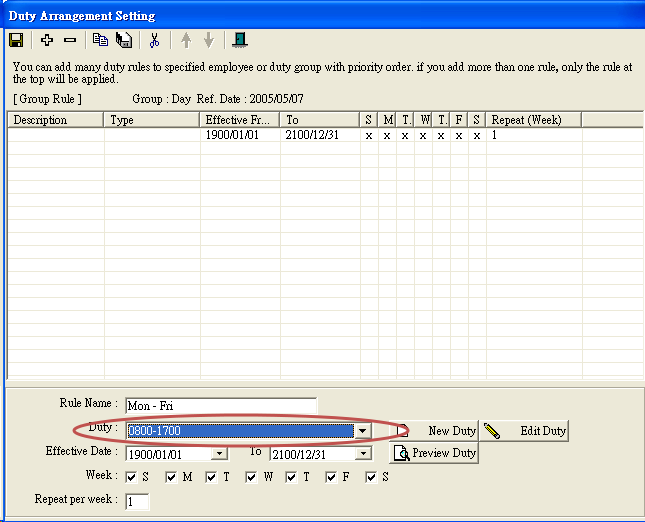 Duty Arrangement Setting
You can add many duty rules to specified employee or duty group with priority order. if you add more than one rule, only the rule at
the top will be applied.
[ Group Rule ] Group : Day Ref. Date : 2005/05/07
Description Type Effective Fr... To S M T. W T. F S Repeat (Week)
1900/01/01 2100/12/31 x x x x x x x 1
Rule Name : Mon - Fri
Duty : 0800-1700 New Duty Edit Duty
Effective Date : 1900/01/01 To 2100/12/31 Preview Duty
Week : S M T W T F S
Repeat per week : 1